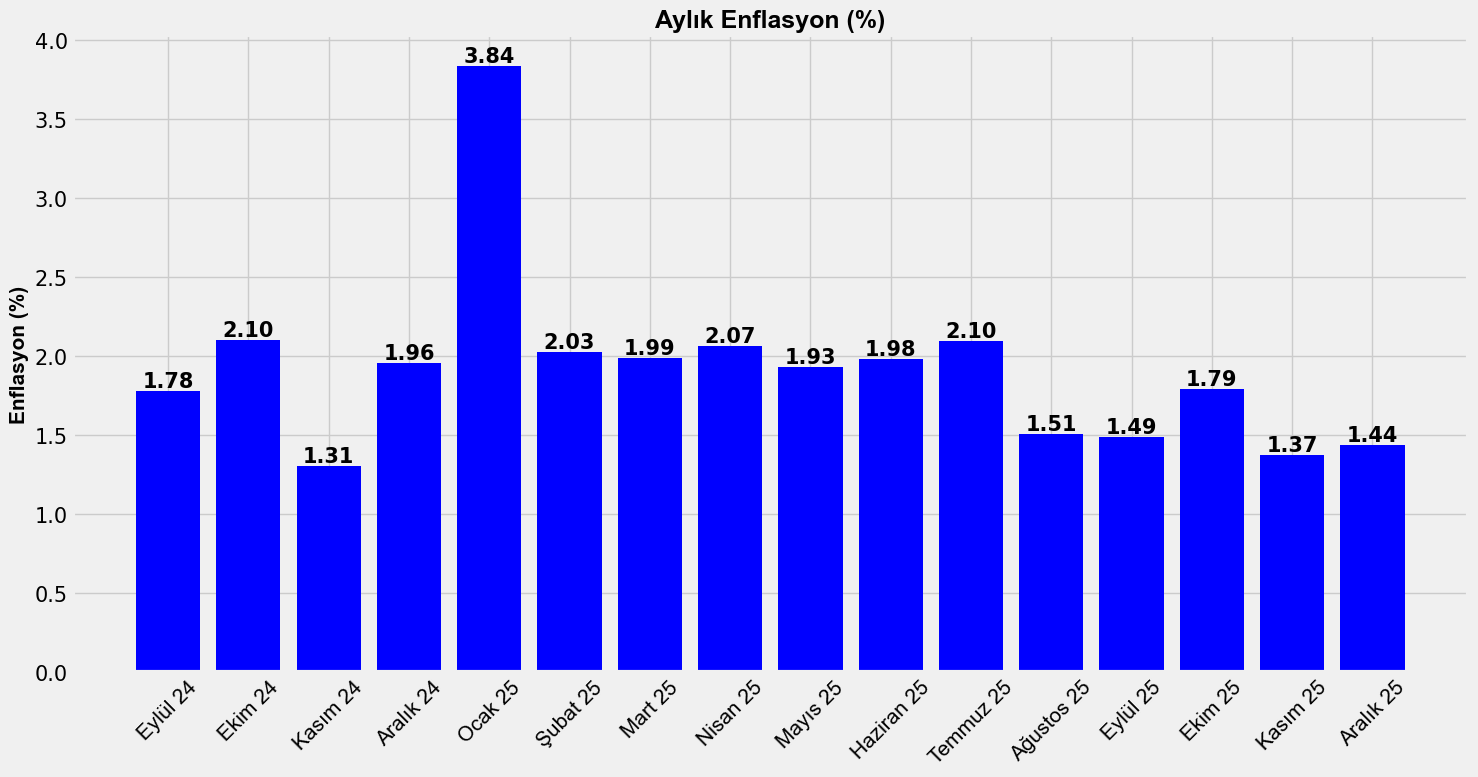 Aylık Enflasyon (%)
Enflasyon (%)
4.0
3.5
3.0
2.5
2.0
1.5
1.0
0.5
0.0
1.78
2.10
1.31
1.96
3.84
2.03
1.99
2.07
1.93
1.98
2.10
1.51
1.49
1.79
1.37
1.44
Eylül 24
Ekim 24
Kasım 24
Aralık 24
Ocak 25
Şubat 25
Mart 25
Nisan 25
Mayıs 25
Haziran 25
Temmuz 25
Ağustos 25
Eylül 25
Ekim 25
Kasım 25
Aralık 25